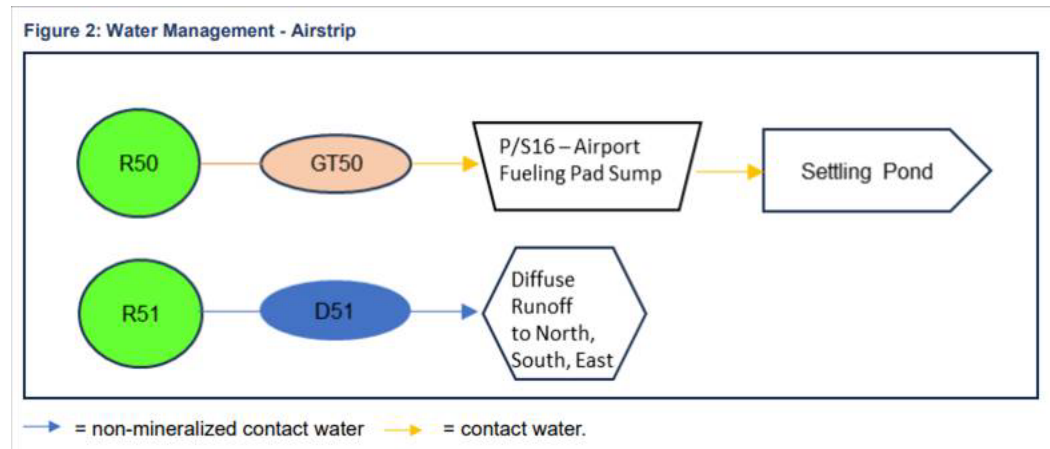 Figure 2: Water Management - Airstrip
R50
GT50
P/S16 – Airport
Fueling Pad Sump
Settling Pond
R51
D51
Diffuse
Runoff
to North,
South, East
= non-mineralized contact water
= contact water.